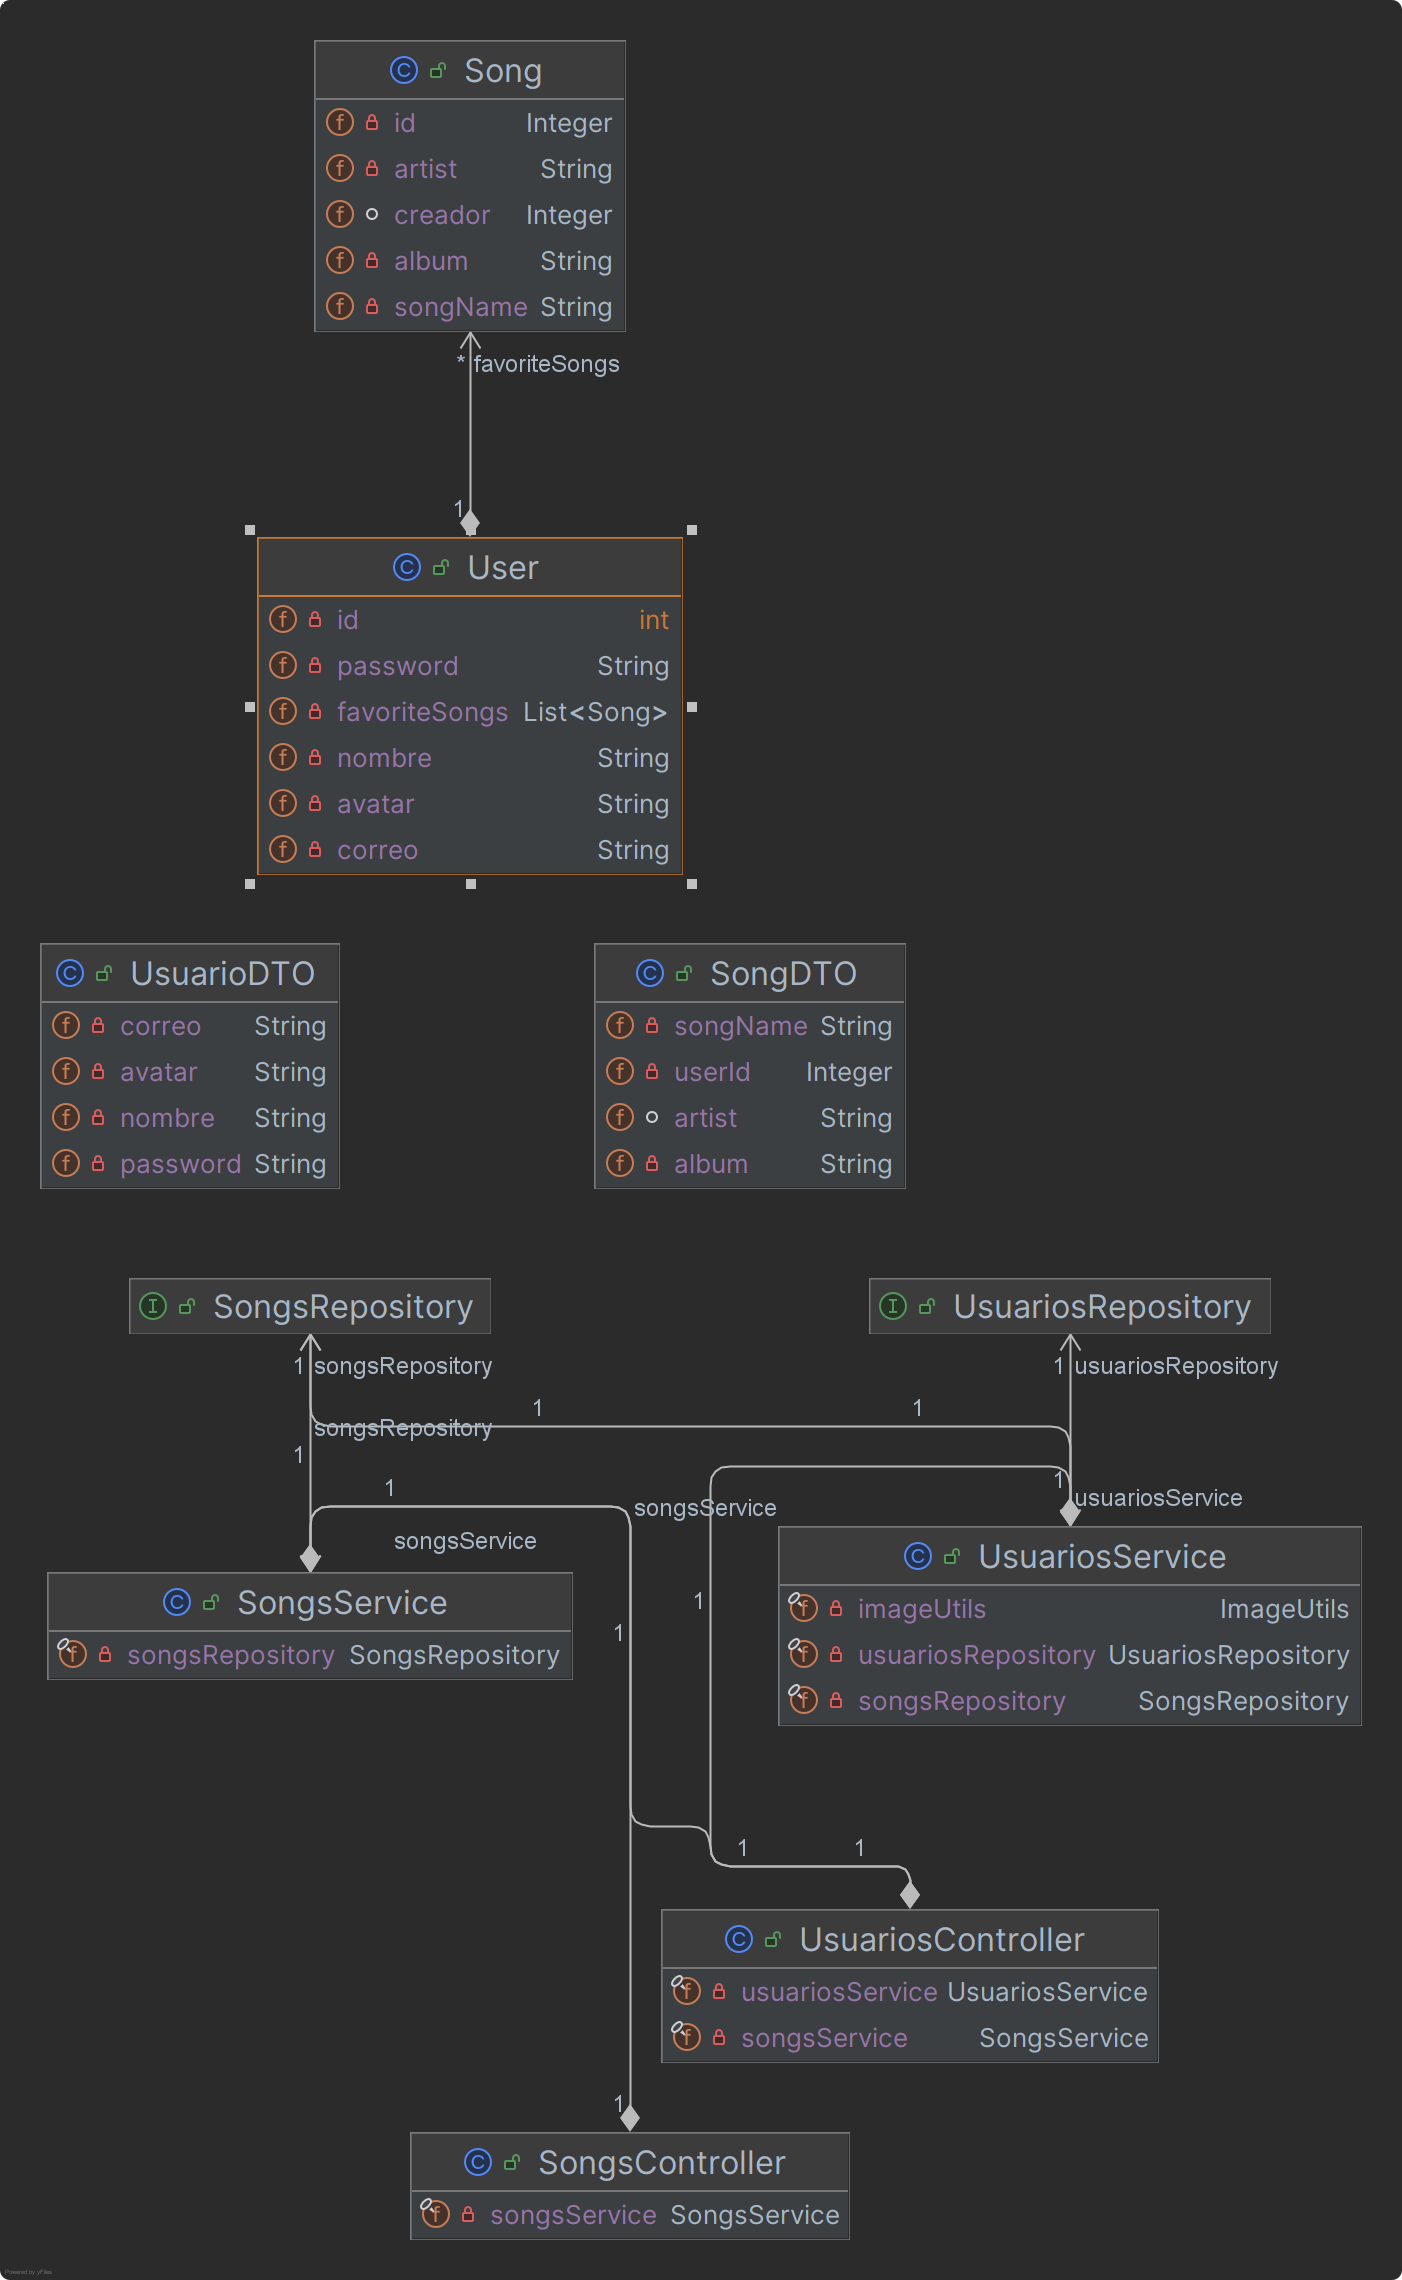 Song
id Integer
artist String
creador Integer
album String
songName String
* favoriteSongs
1
User
id int
password String
favoriteSongs List<Song>
nombre String
avatar String
correo String
UsuarioDTO
correo String
avatar String
nombre String
password String
SongDTO
songName String
userId Integer
artist String
album String
SongsRepository
UsuariosRepository
1 songsRepository
1 usuariosRepository
1
1
songsRepository
1
1
1
songsService
usuariosService
songsService
UsuariosService
imageUtils ImageUtils
usuariosRepository UsuariosRepository
songsRepository SongsRepository
SongsService
songsRepository SongsRepository
1
1
1
1
UsuariosController
usuariosService UsuariosService
songsService SongsService
1
SongsController
songsService SongsService
Powered by yFiles